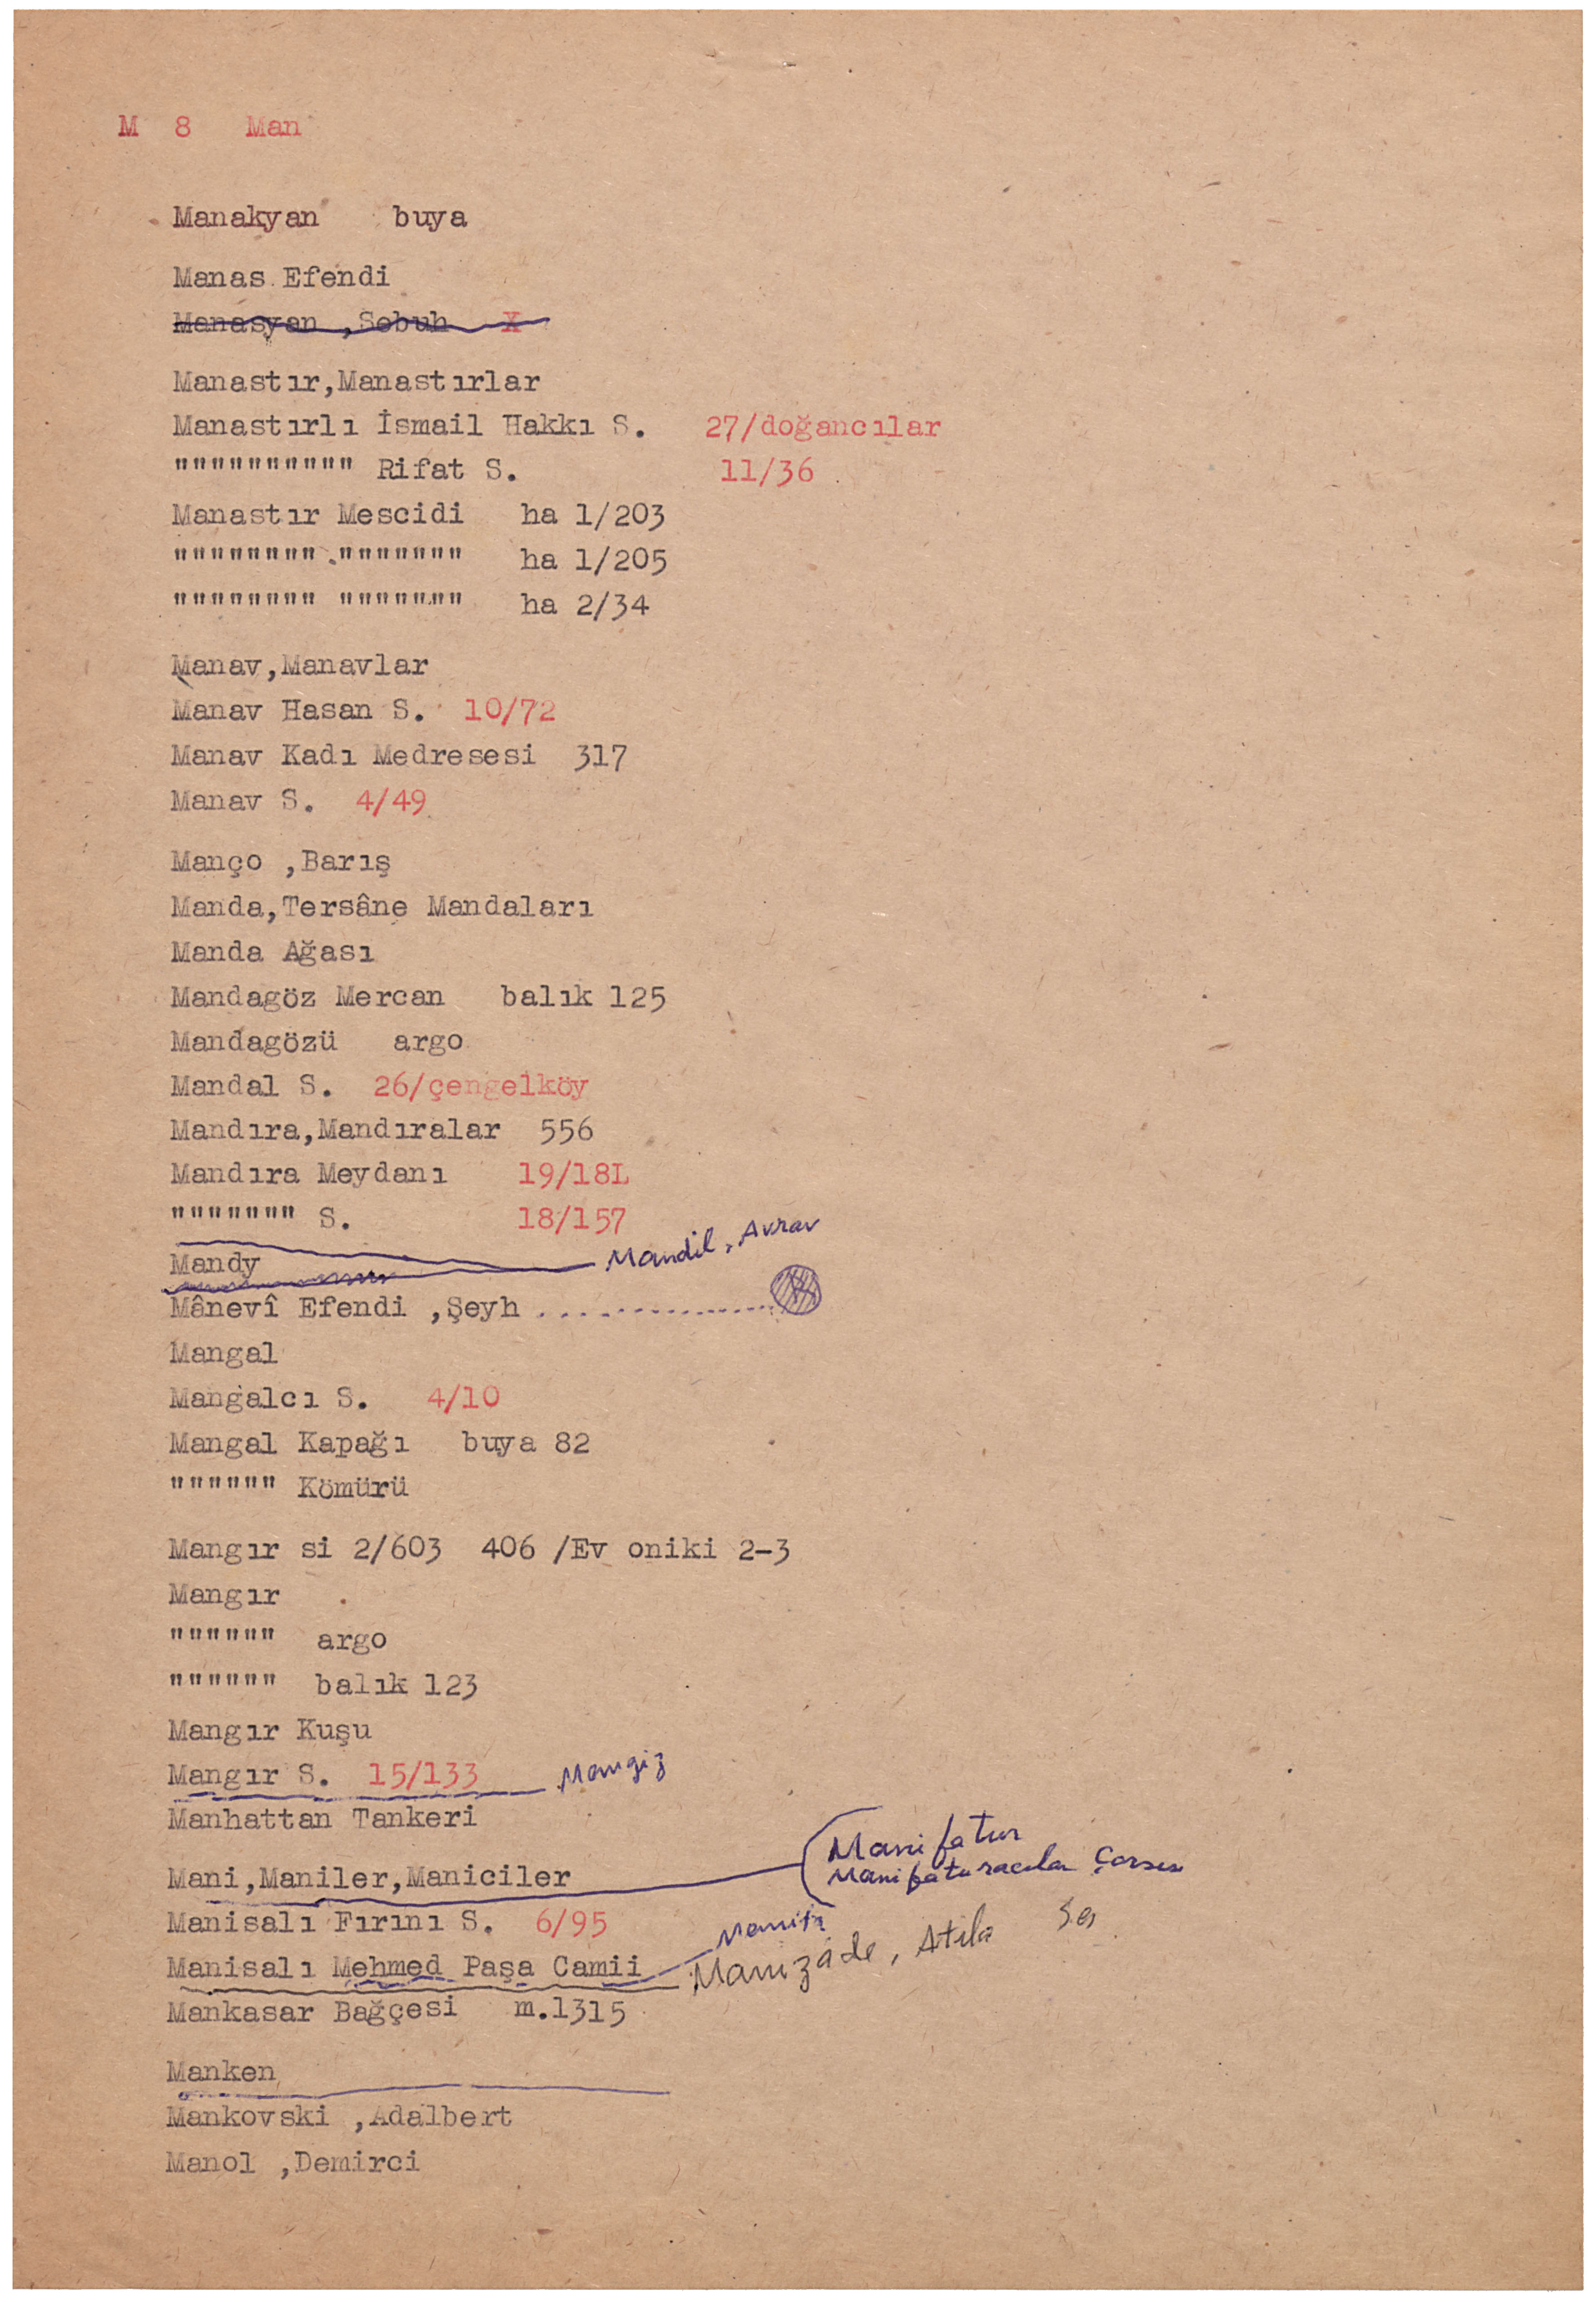 M 8 Man
Manakyan buya
Manas Efendi
Manasyan ,Sebuh X
Manastır,Manastırlar
Manastırlı İsmail Hakkı S. 27/doğancılar
"""""""""" Rifat S. 11/36
Manastır Mescidi ha 1/203
"""""""" """"""" ha 1/205
"""""""" """"""" ha 2/34
Manav,Manavlar
Manav Hasan S. 10/72
Manav Kadı Medresesi 317
Manav S. 4/49
Manço ,Barış
Manda,Tersâne Mandaları
Manda Ağası
Mandagöz Mercan balık 125
Mandagözü argo
Mandal S. 26/çengelköy
Mandıra,Mandıralar 556
Mandıra Meydanı 19/18L
""""""" S. 18/157
Mandil, Avrav
Mandy
Mânevî Efendi ,Şeyh ....................
Mangal
Mangalcı S. 4/10
Mangal Kapağı buya 82
"""""" Kömürü
Mangır si 2/603 406 /Ev oniki 2-3
Mangır
"""""" argo
"""""" balık 123
Mangır Kuşu
Mangır S. 15/133 Mangiz
Manhattan Tankeri
Manifatur
Mani,Maniler,Maniciler Manifaturacılar Çarşısı
Manisalı Fırını S. 6/95 Manita
Manisalı Mehmed Paşa Camii Manizâde, Atila
Mankasar Bağçesi m.1315
Manken
Mankovski ,Adalbert
Manol ,Demirci